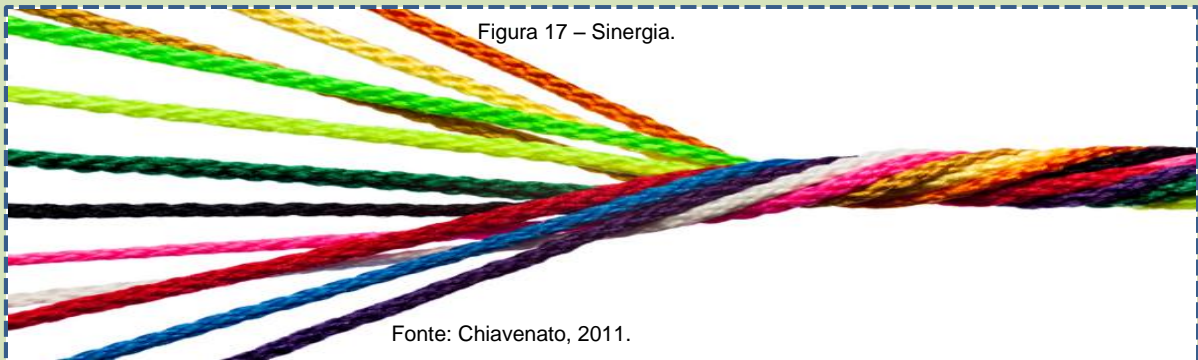 Figura 17 – Sinergia.
Fonte: Chiavenato, 2011.